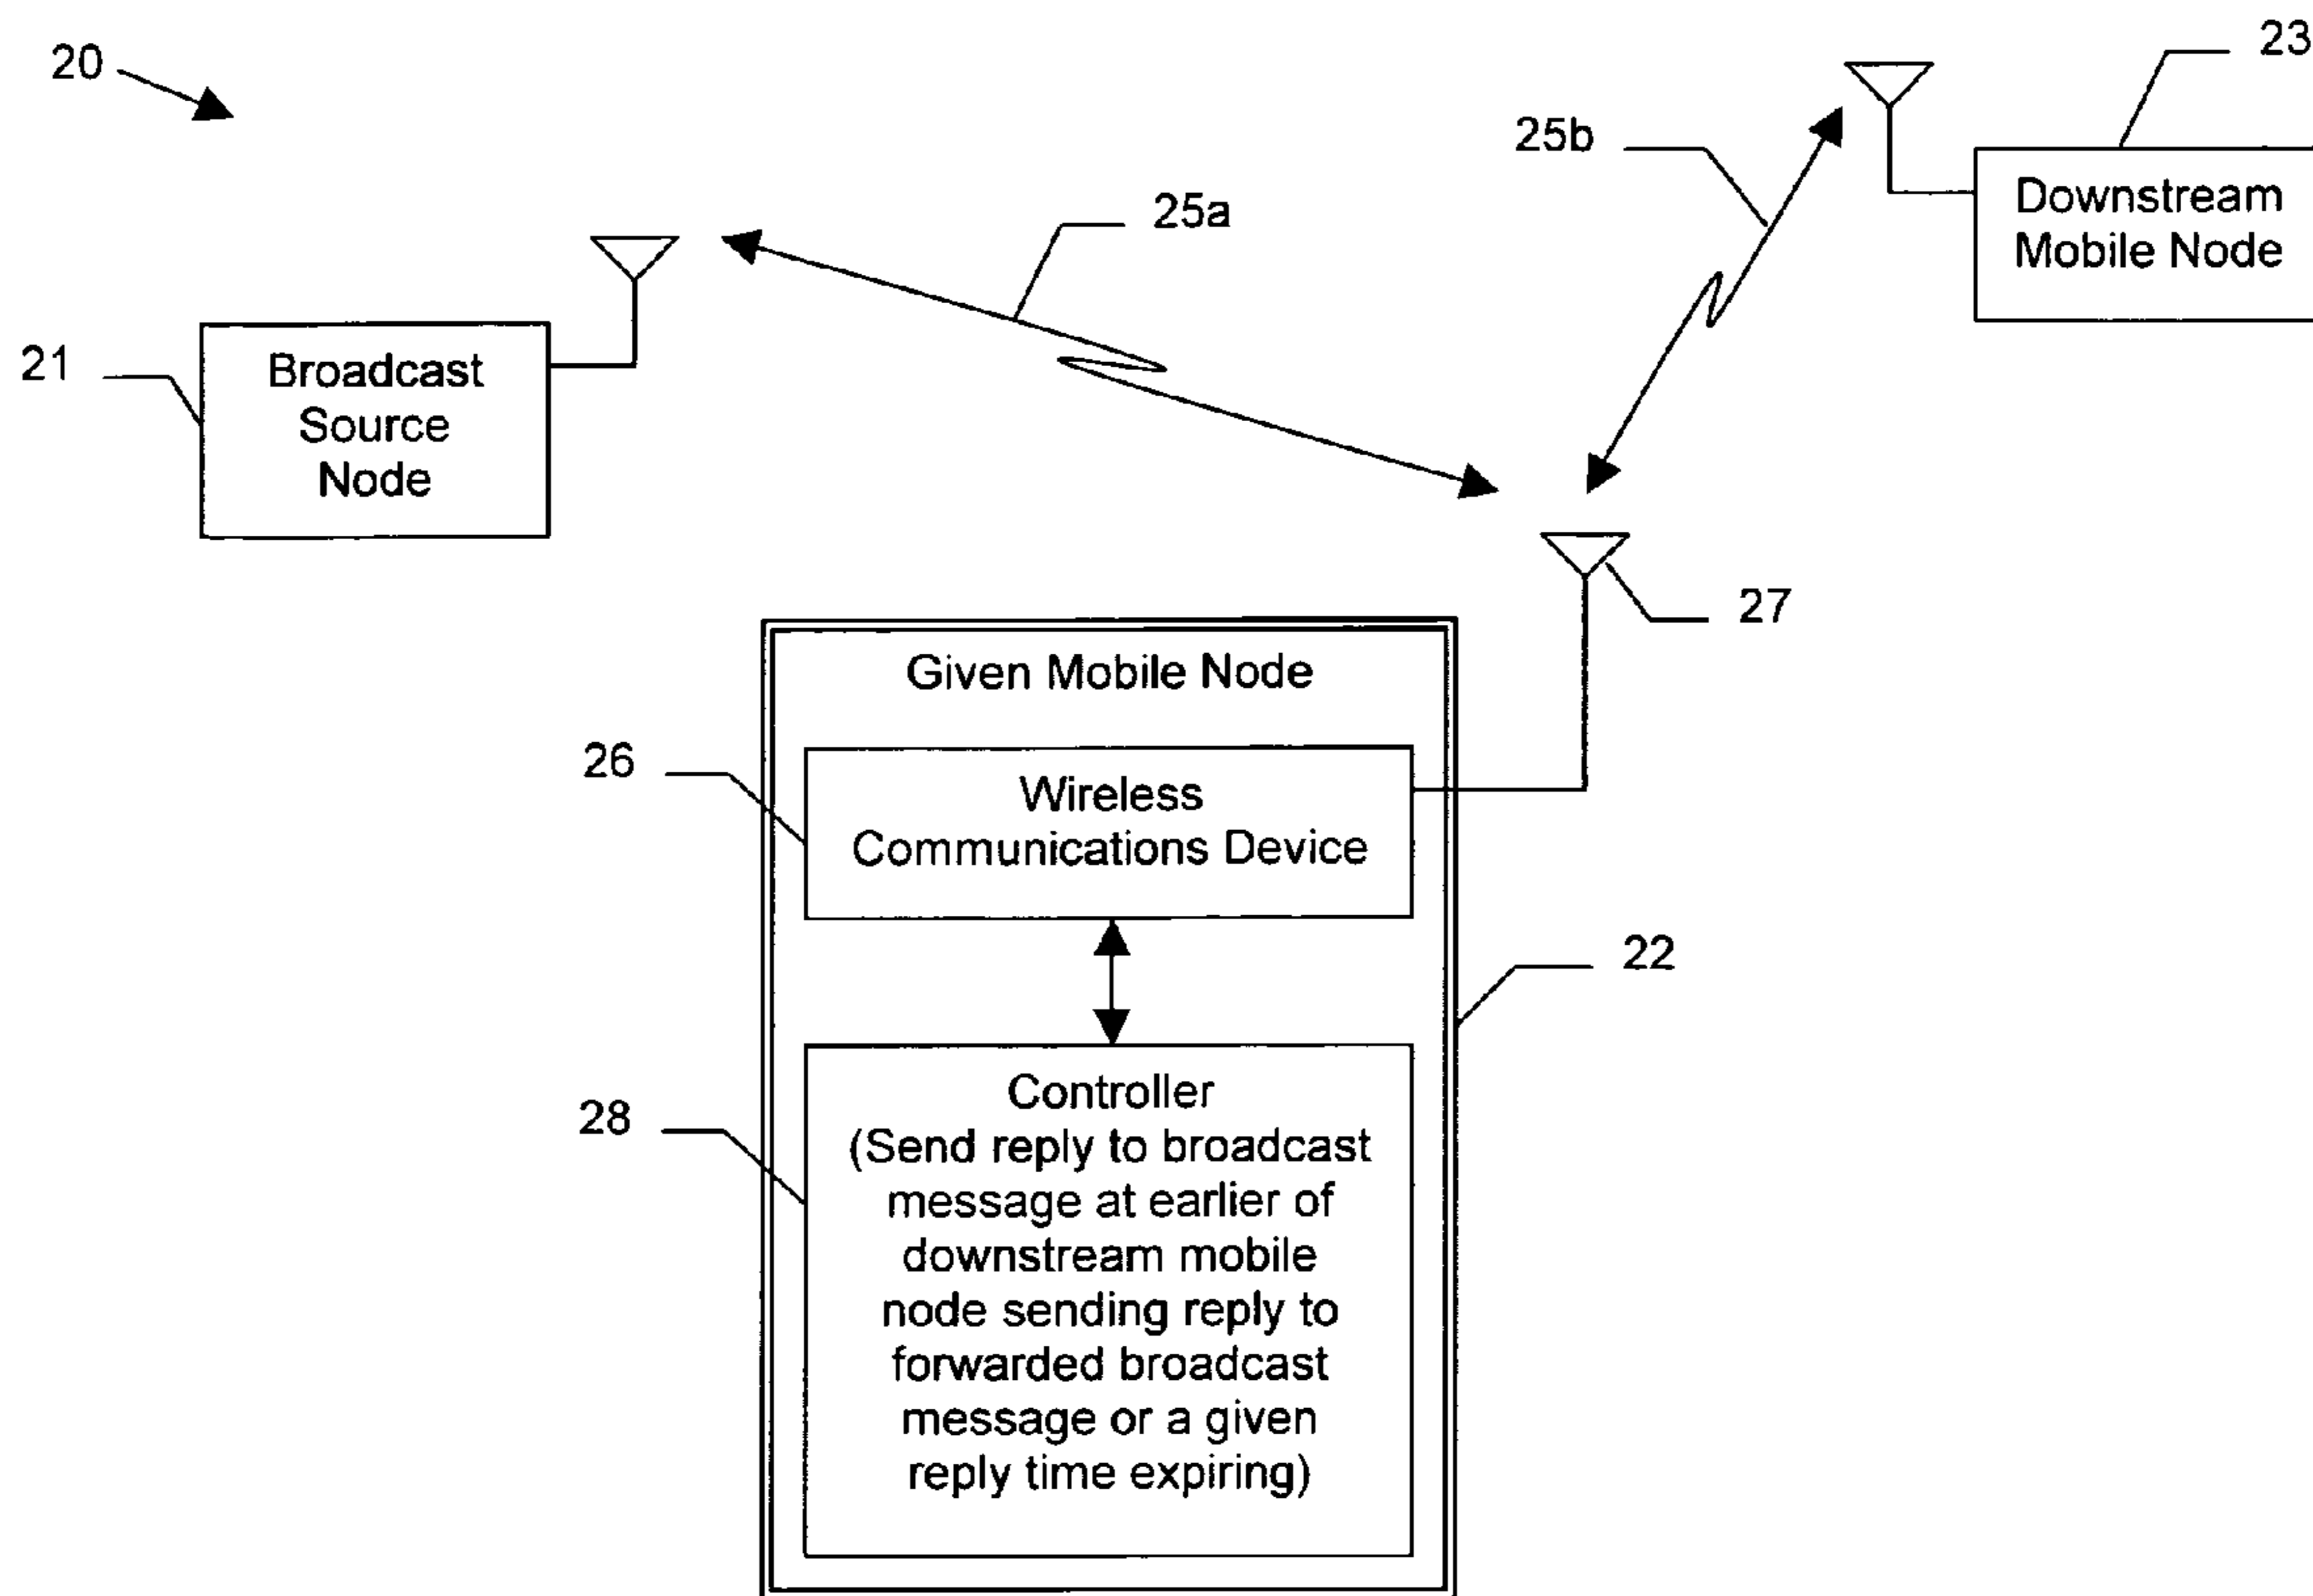 20
23
25b
25a
Downstream
Mobile Node
21
Broadcast
Source
Node
27
Given Mobile Node
26
Wireless
Communications Device
22
28
Controller
(Send reply to broadcast
message at earlier of
downstream mobile
node sending reply to
forwarded broadcast
message or a given
reply time expiring)